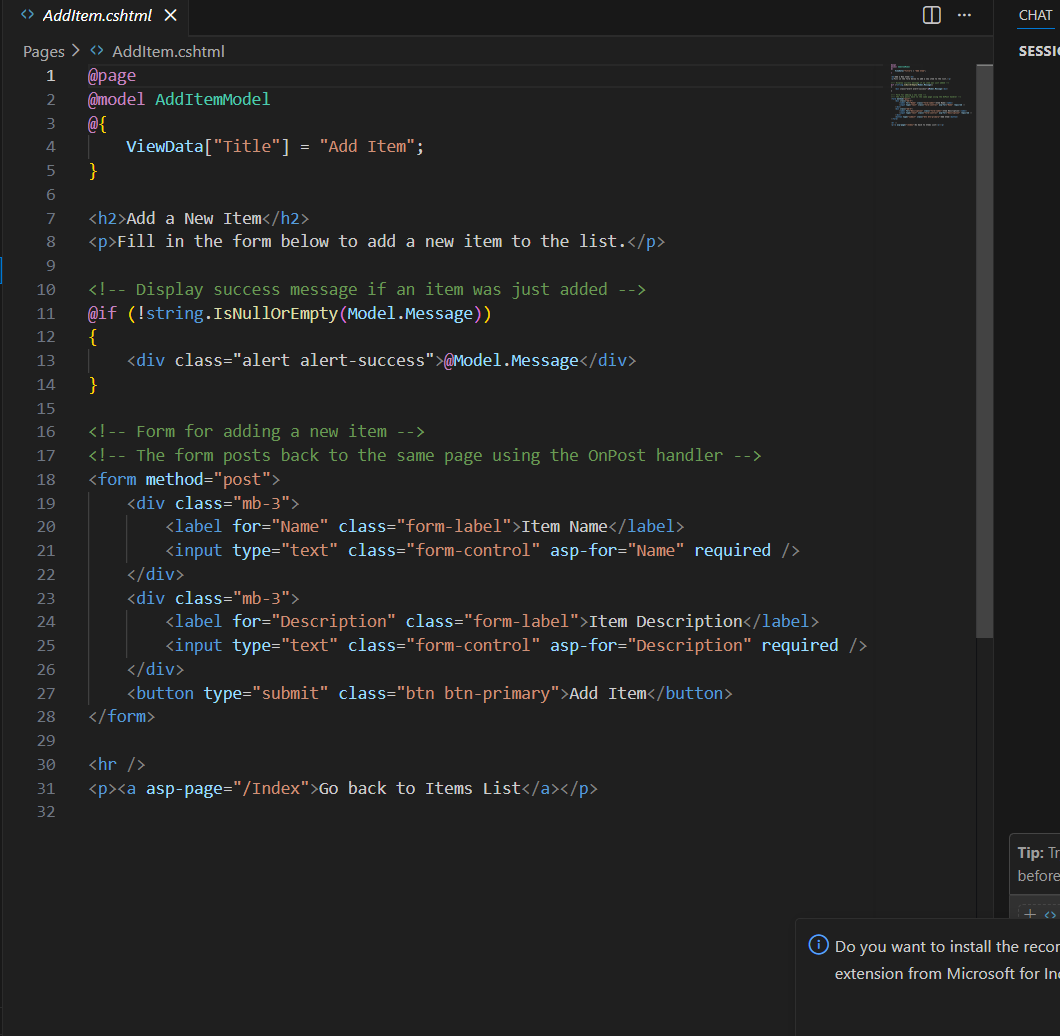 AddItem.cshtml
CHAT
Pages > AddItem.cshtml
1 @page
2 @model AddItemModel
3 @{
4     ViewData["Title"] = "Add Item";
5 }
6
7 <h2>Add a New Item</h2>
8 <p>Fill in the form below to add a new item to the list.</p>
9
10 <!-- Display success message if an item was just added -->
11 @if (!string.IsNullOrEmpty(Model.Message))
12 {
13     <div class="alert alert-success">@Model.Message</div>
14 }
15
16 <!-- Form for adding a new item -->
17 <!-- The form posts back to the same page using the OnPost handler -->
18 <form method="post">
19     <div class="mb-3">
20         <label for="Name" class="form-label">Item Name</label>
21         <input type="text" class="form-control" asp-for="Name" required />
22     </div>
23     <div class="mb-3">
24         <label for="Description" class="form-label">Item Description</label>
25         <input type="text" class="form-control" asp-for="Description" required />
26     </div>
27     <button type="submit" class="btn btn-primary">Add Item</button>
28 </form>
29
30 <hr />
31 <p><a asp-page="/Index">Go back to Items List</a></p>
32
Tip:
before
Do you want to install the
extension from Microsoft for